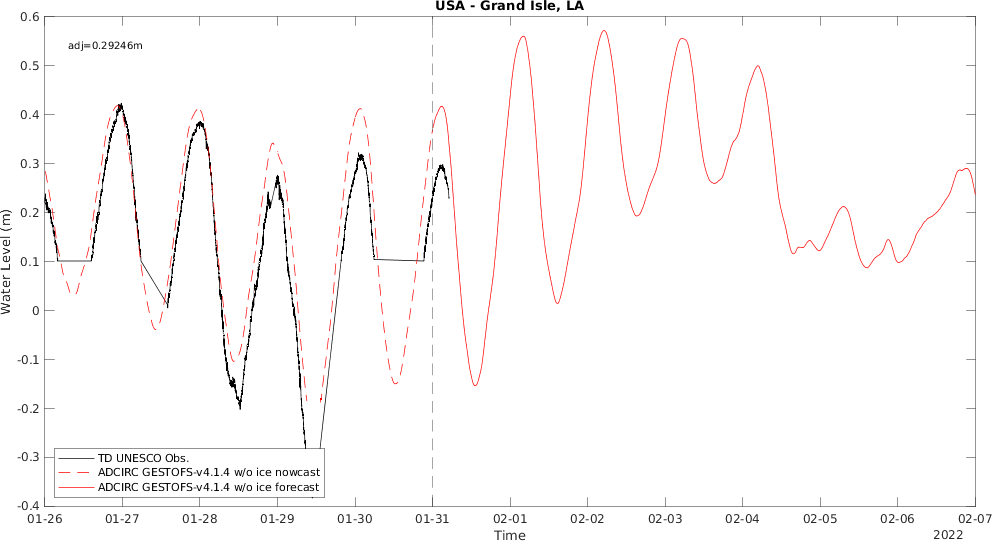 USA - Grand Isle, LA
adj=0.29246m
0.6
0.5
0.4
0.3
0.2
0.1
0
-0.1
-0.2
-0.3
-0.4
Water Level (m)
TD UNESCO Obs.
ADCIRC GESTOFS-v4.1.4 w/o ice nowcast
ADCIRC GESTOFS-v4.1.4 w/o ice forecast
01-26 01-27 01-28 01-29 01-30 01-31 02-01 02-02 02-03 02-04 02-05 02-06 02-07
Time
2022